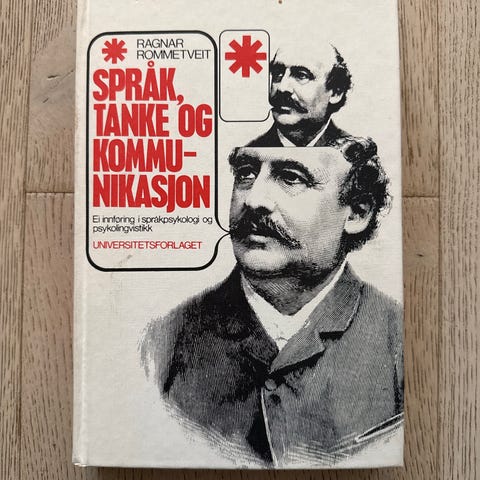 RAGNAR
ROMMETVEIT
SPRÅK,
TANKE OG
KOMMU-
NIKASJON
Ei innføring i språkpsykologi og
psykolingvistikk
UNIVERSITETSFORLAGET